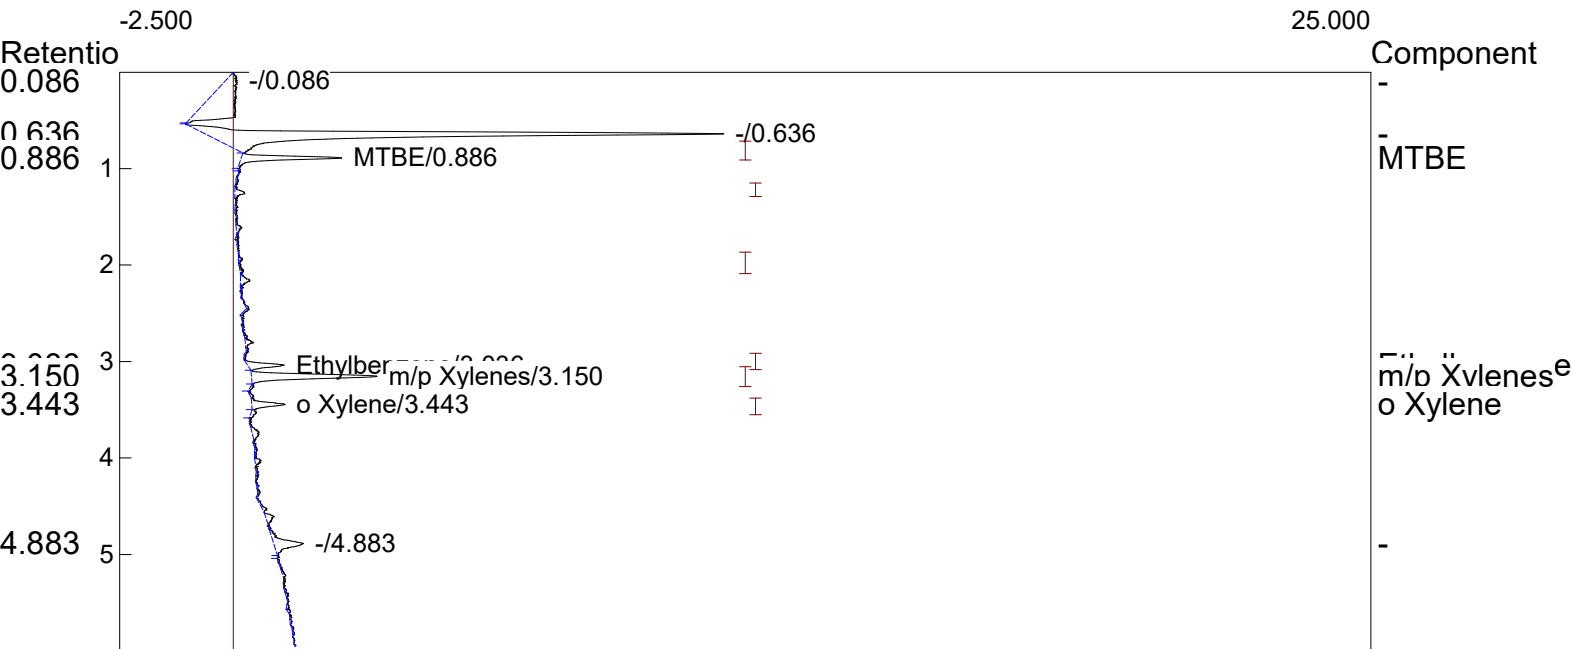 -2.500 25.000
Retentio Component
0.086 -/0.086 -
0.636 -/0.636 -
0.886 MTBE/0.886 MTBE
1
2
3
3.150 m/p Xylenes/3.150 m/p Xylenes
3.443 o Xylene/3.443 o Xylene
4
4.883 -/4.883 -
5